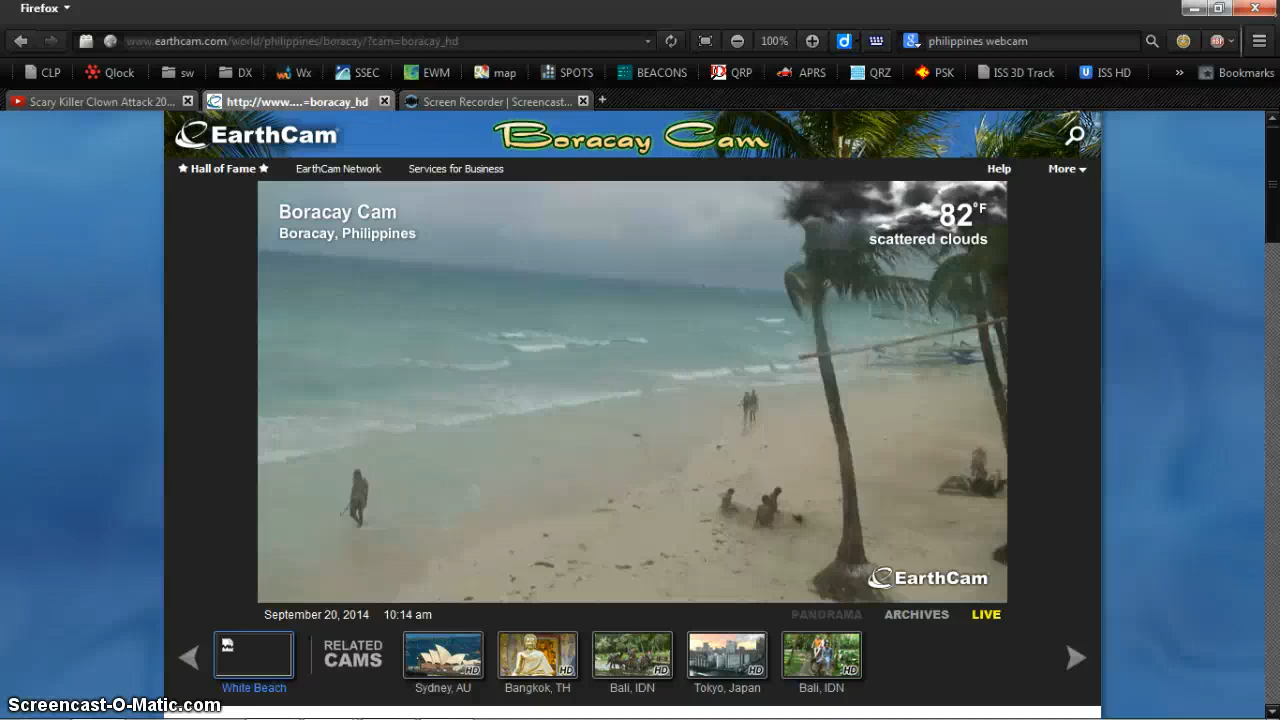 Firefox
www.earthcam.com/world/philippines/boracay/?cam=boracay_hd
100%
philippines webcam
CLP Qlock sw DX Wx SSEC EWM map SPOTS BEACONS QRP APRS QRZ PSK ISS 3D Track ISS HD » Bookmarks
Scary Killer Clown Attack 20... http://www....=boracay_hd Screen Recorder | Screencast...
EarthCam Boracay Cam
Hall of Fame EarthCam Network Services for Business Help More
Boracay Cam
Boracay, Philippines
82°F
scattered clouds
EarthCam
September 20, 2014 10:14 am PANORAMA ARCHIVES LIVE
RELATED
CAMS
HD HD HD HD HD
White Beach Sydney, AU Bangkok, TH Bali, IDN Tokyo, Japan Bali, IDN
Screencast-O-Matic.com